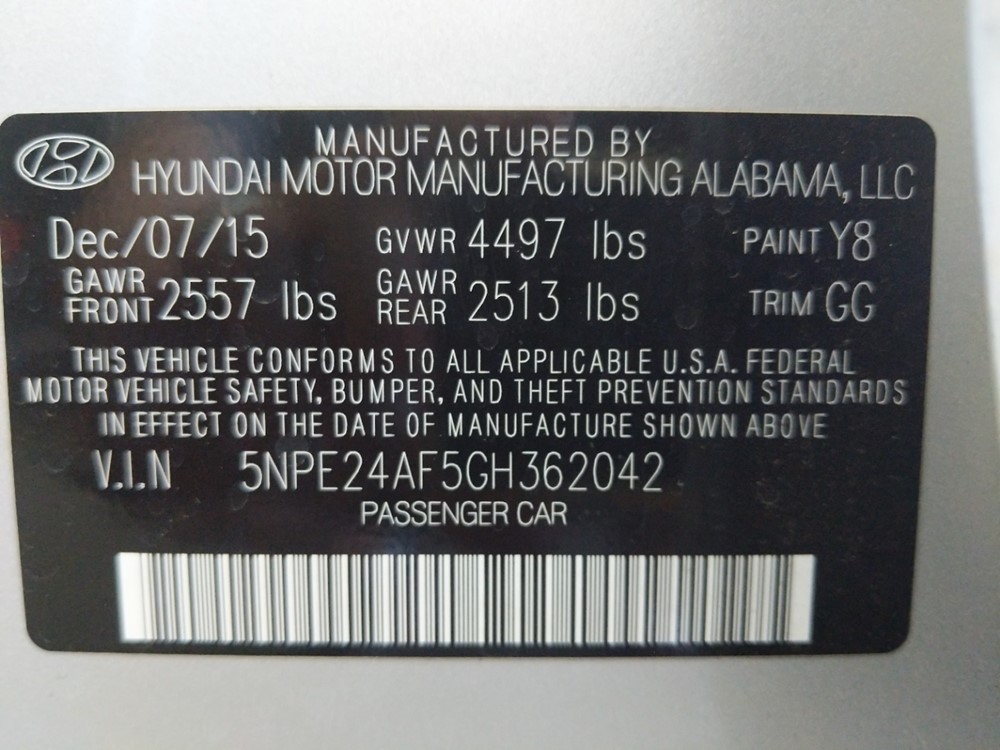 MANUFACTURED BY
HYUNDAI MOTOR MANUFACTURING ALABAMA, LLC
Dec/07/15 GVWR 4497 lbs PAINT Y8
GAWR FRONT 2557 lbs GAWR REAR 2513 lbs TRIM GG
THIS VEHICLE CONFORMS TO ALL APPLICABLE U.S.A. FEDERAL
MOTOR VEHICLE SAFETY, BUMPER, AND THEFT PREVENTION STANDARDS
IN EFFECT ON THE DATE OF MANUFACTURE SHOWN ABOVE
V.I.N 5NPE24AF5GH362042
PASSENGER CAR